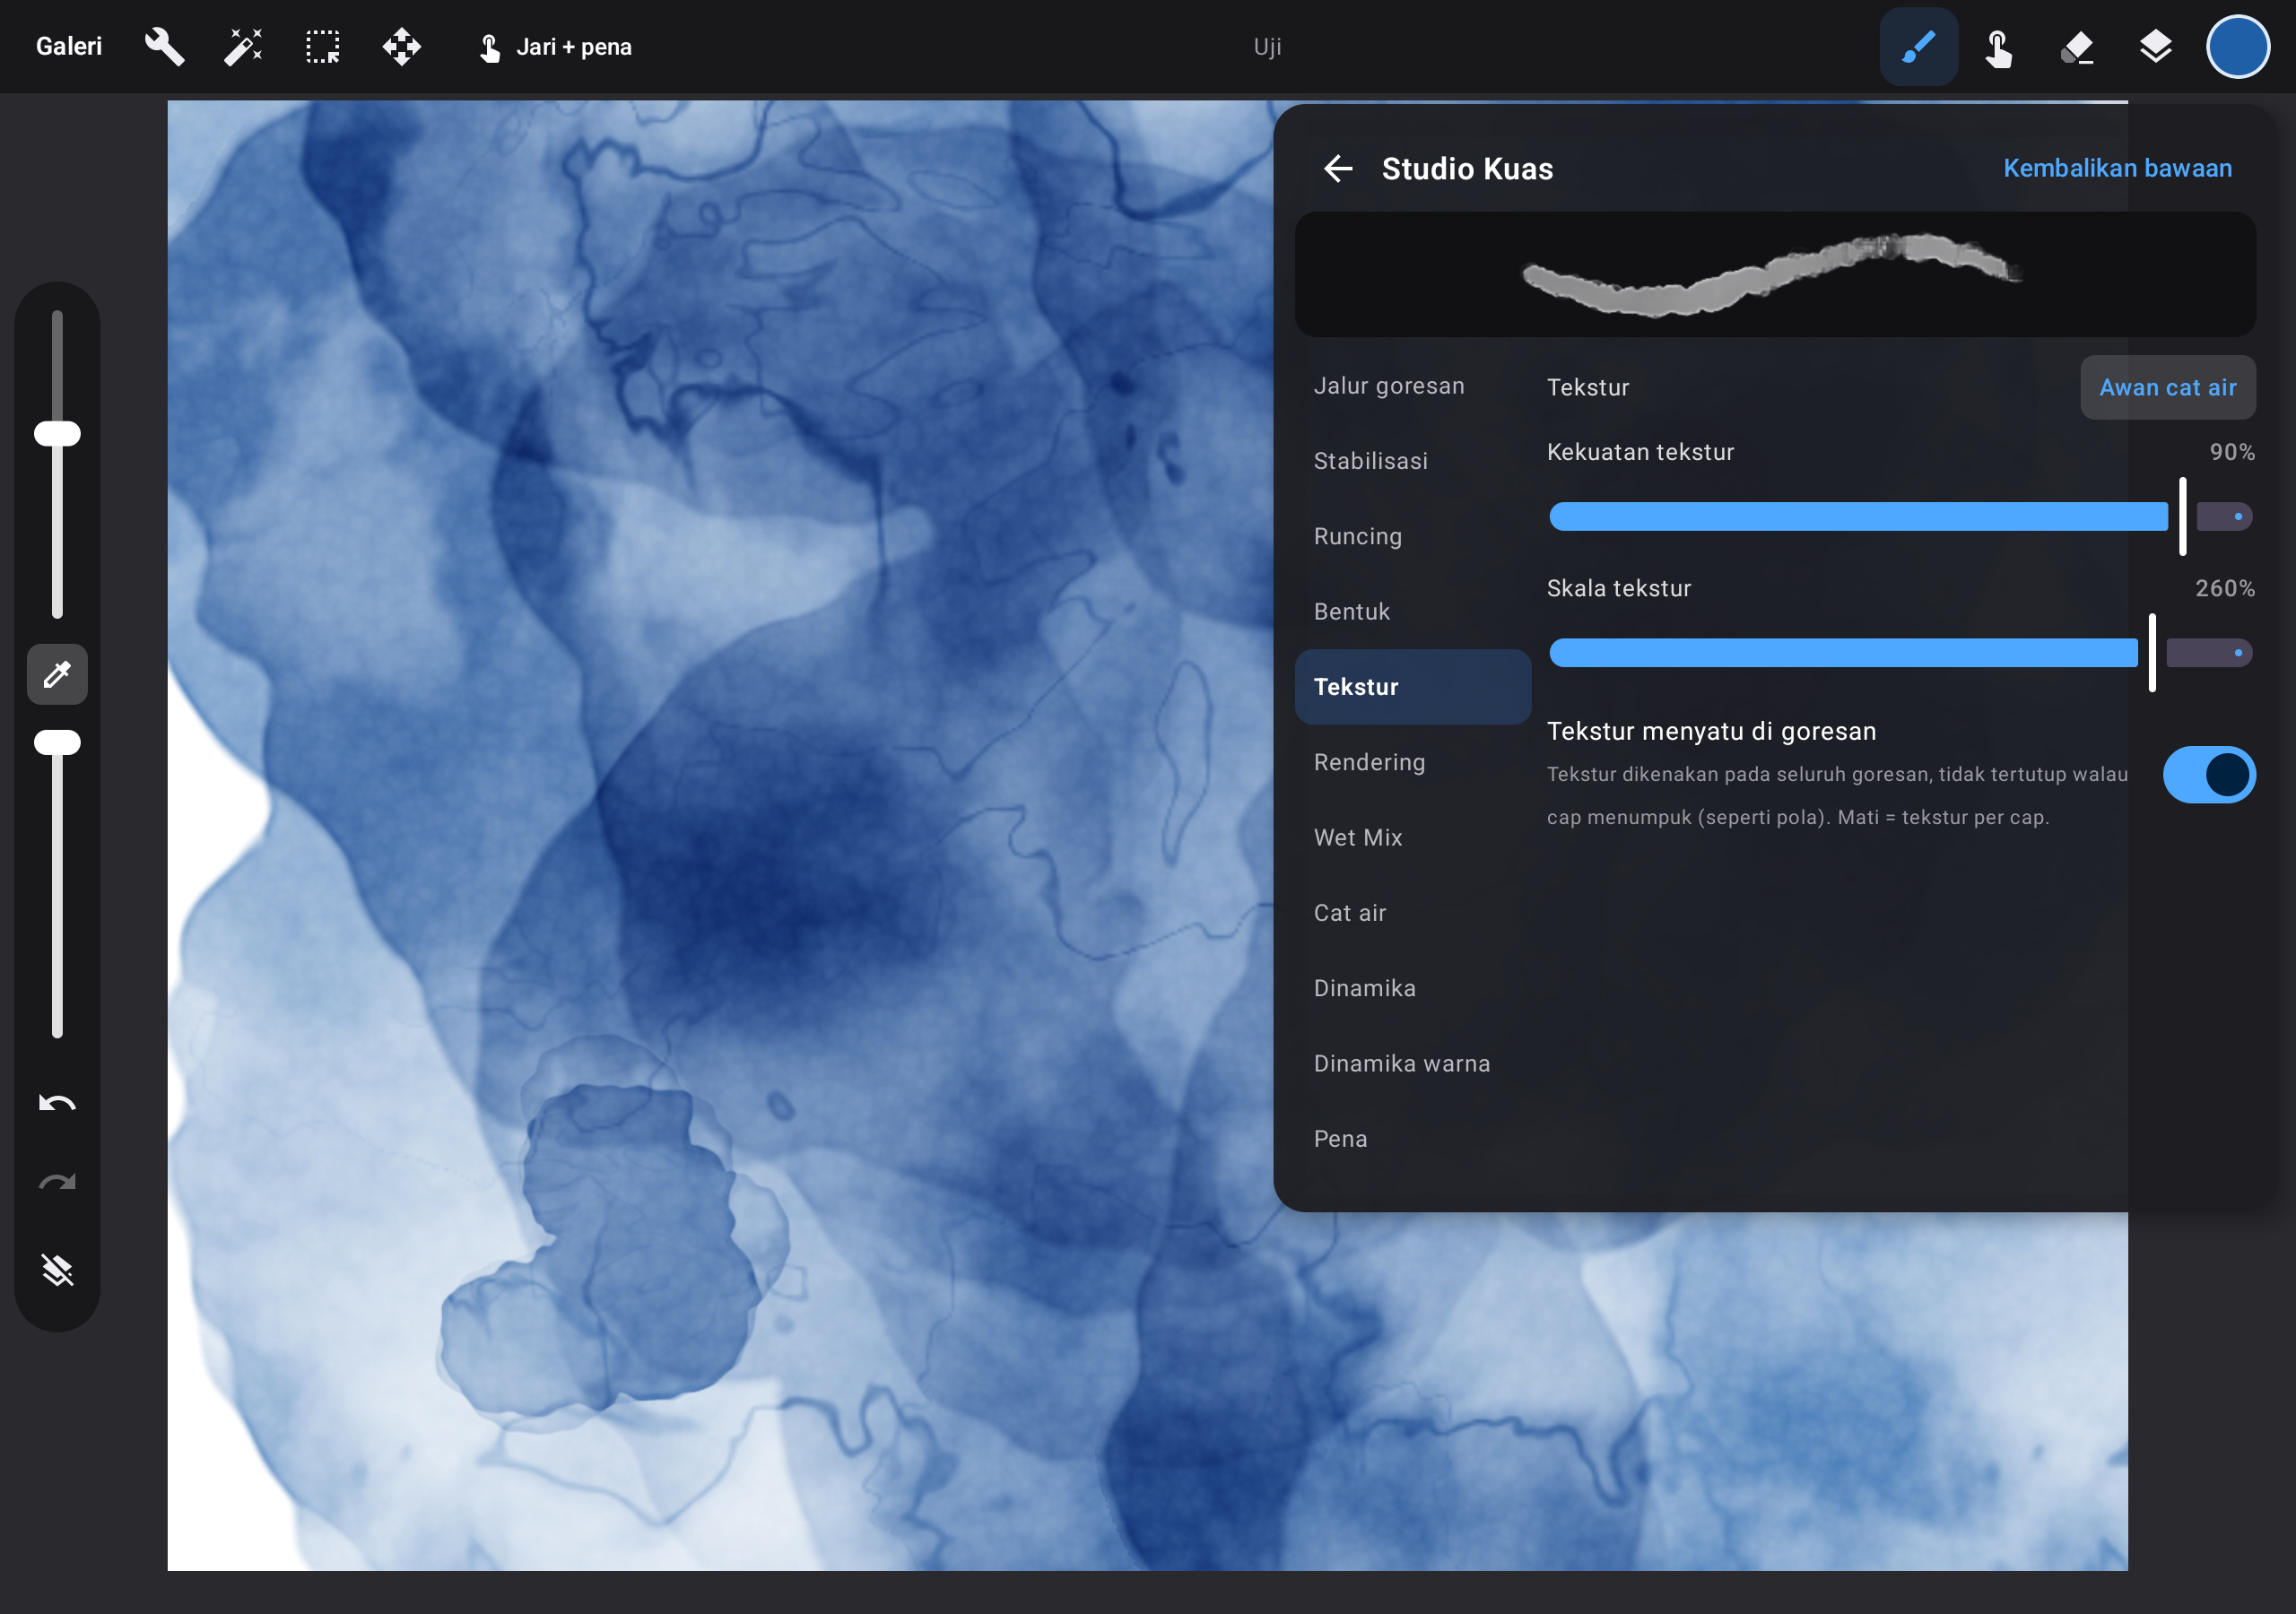 Galeri
Jari + pena
Uji
Studio Kuas
Kembalikan bawaan
Jalur goresan
Stabilisasi
Runcing
Bentuk
Tekstur
Rendering
Wet Mix
Cat air
Dinamika
Dinamika warna
Pena
Tekstur
Awan cat air
Kekuatan tekstur
90%
Skala tekstur
260%
Tekstur menyatu di goresan
Tekstur dikenakan pada seluruh goresan, tidak tertutup walau
cap menumpuk (seperti pola). Mati = tekstur per cap.